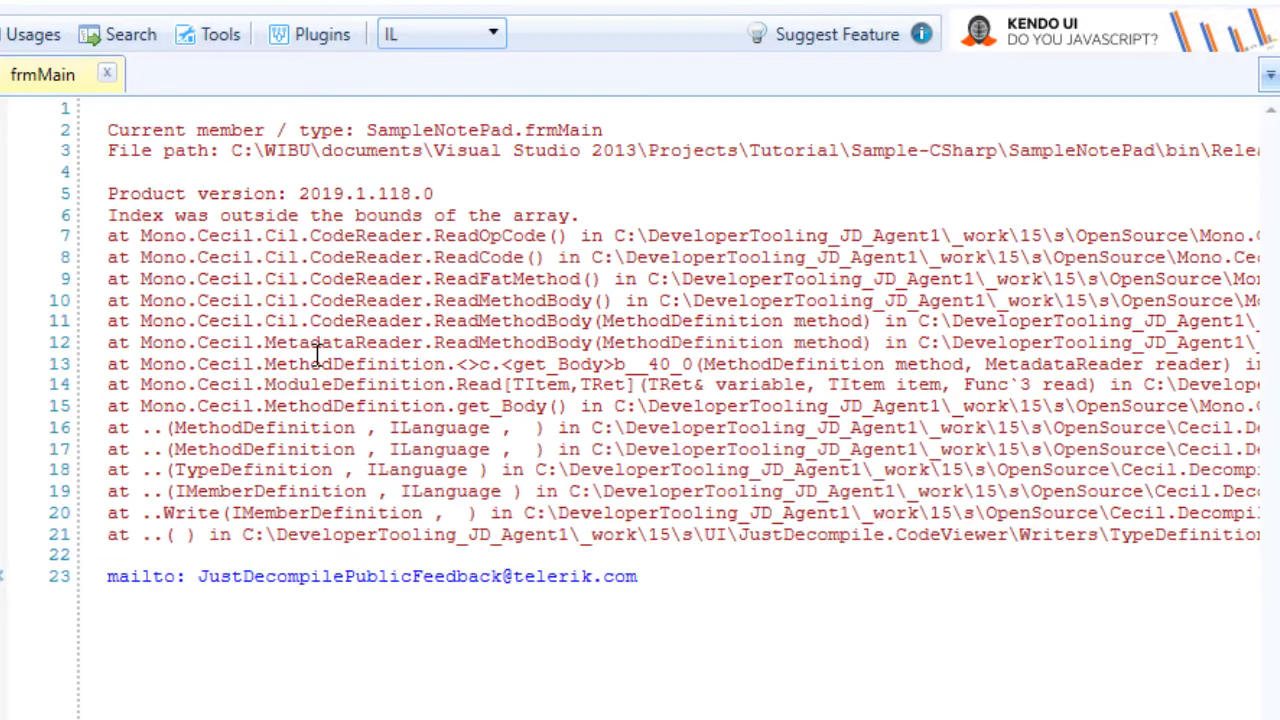 Usages Search Tools Plugins IL Suggest Feature i KENDO UI
DO YOU JAVASCRIPT?
frmMain x
1
2 Current member / type: SampleNotePad.frmMain
3 File path: C:\WIBU\documents\Visual Studio 2013\Projects\Tutorial\Sample-CSharp\SampleNotePad\bin\Relea
4
5 Product version: 2019.1.118.0
6 Index was outside the bounds of the array.
7 at Mono.Cecil.Cil.CodeReader.ReadOpCode() in C:\DeveloperTooling_JD_Agent1\_work\15\s\OpenSource\Mono.C
8 at Mono.Cecil.Cil.CodeReader.ReadCode() in C:\DeveloperTooling_JD_Agent1\_work\15\s\OpenSource\Mono.Cec
9 at Mono.Cecil.Cil.CodeReader.ReadFatMethod() in C:\DeveloperTooling_JD_Agent1\_work\15\s\OpenSource\Mon
10 at Mono.Cecil.Cil.CodeReader.ReadMethodBody() in C:\DeveloperTooling_JD_Agent1\_work\15\s\OpenSource\Mo
11 at Mono.Cecil.Cil.CodeReader.ReadMethodBody(MethodDefinition method) in C:\DeveloperTooling_JD_Agent1\_
12 at Mono.Cecil.MetadataReader.ReadMethodBody(MethodDefinition method) in C:\DeveloperTooling_JD_Agent1\_
13 at Mono.Cecil.MethodDefinition.<>c.<get_Body>b__40_0(MethodDefinition method, MetadataReader reader) in
14 at Mono.Cecil.ModuleDefinition.Read[TItem,TRet](TRet& variable, TItem item, Func`3 read) in C:\Develope
15 at Mono.Cecil.MethodDefinition.get_Body() in C:\DeveloperTooling_JD_Agent1\_work\15\s\OpenSource\Mono.C
16 at ..(MethodDefinition , ILanguage , ) in C:\DeveloperTooling_JD_Agent1\_work\15\s\OpenSource\Cecil.De
17 at ..(MethodDefinition , ILanguage , ) in C:\DeveloperTooling_JD_Agent1\_work\15\s\OpenSource\Cecil.De
18 at ..(TypeDefinition , ILanguage ) in C:\DeveloperTooling_JD_Agent1\_work\15\s\OpenSource\Cecil.Decompi
19 at ..(IMemberDefinition , ILanguage ) in C:\DeveloperTooling_JD_Agent1\_work\15\s\OpenSource\Cecil.Deco
20 at ..Write(IMemberDefinition , ) in C:\DeveloperTooling_JD_Agent1\_work\15\s\OpenSource\Cecil.Decompil
21 at ..( ) in C:\DeveloperTooling_JD_Agent1\_work\15\s\UI\JustDecompile.CodeViewer\Writers\TypeDefinition
22
23 mailto: JustDecompilePublicFeedback@telerik.com